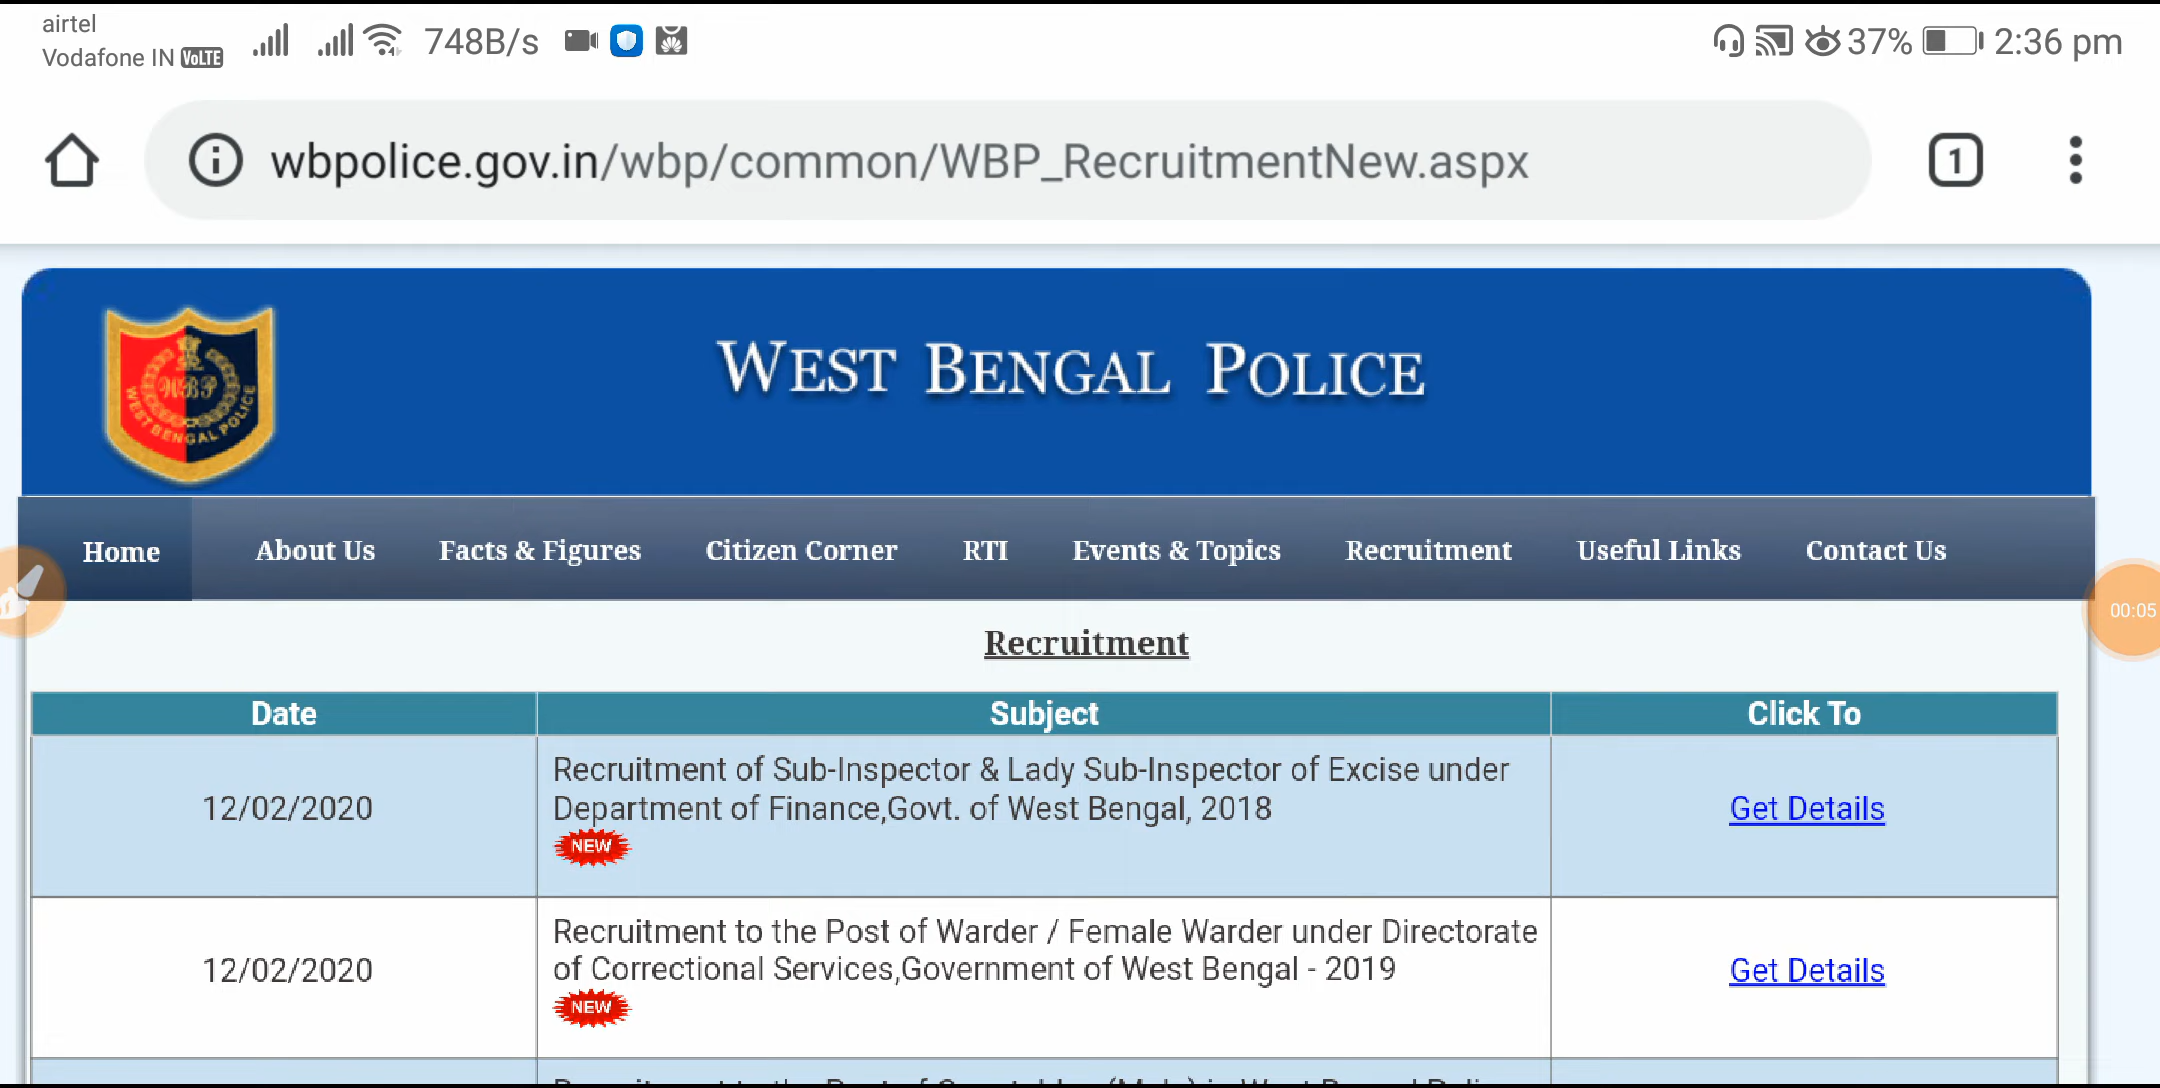 airtel
Vodafone IN VoLTE 748B/s 37% 2:36 pm
wbpolice.gov.in/wbp/common/WBP_RecruitmentNew.aspx 1
WBP
WEST BENGAL POLICE
WEST BENGAL POLICE
Home About Us Facts & Figures Citizen Corner RTI Events & Topics Recruitment Useful Links Contact Us
00:05
Recruitment
Date Subject Click To
12/02/2020 Recruitment of Sub-Inspector & Lady Sub-Inspector of Excise under
Department of Finance,Govt. of West Bengal, 2018 Get Details
NEW
12/02/2020 Recruitment to the Post of Warder / Female Warder under Directorate
of Correctional Services,Government of West Bengal - 2019 Get Details
NEW